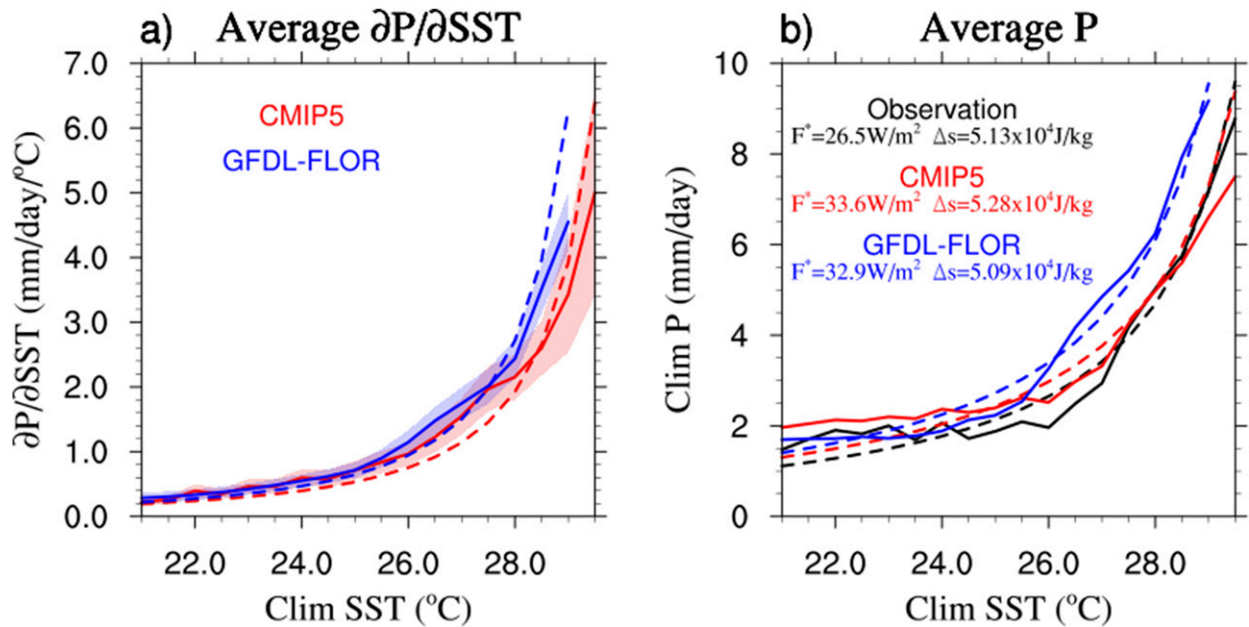 a) Average ∂P/∂SST
7.0
6.0
5.0
4.0
3.0
2.0
1.0
0.0
∂P/∂SST (mm/day/°C)
CMIP5
GFDL-FLOR
22.0 24.0 26.0 28.0
Clim SST (°C)
b) Average P
10
8
6
4
2
0
Clim P (mm/day)
Observation
F*=26.5W/m² Δs=5.13x10⁴J/kg
CMIP5
F*=33.6W/m² Δs=5.28x10⁴J/kg
GFDL-FLOR
F*=32.9W/m² Δs=5.09x10⁴J/kg
22.0 24.0 26.0 28.0
Clim SST (°C)